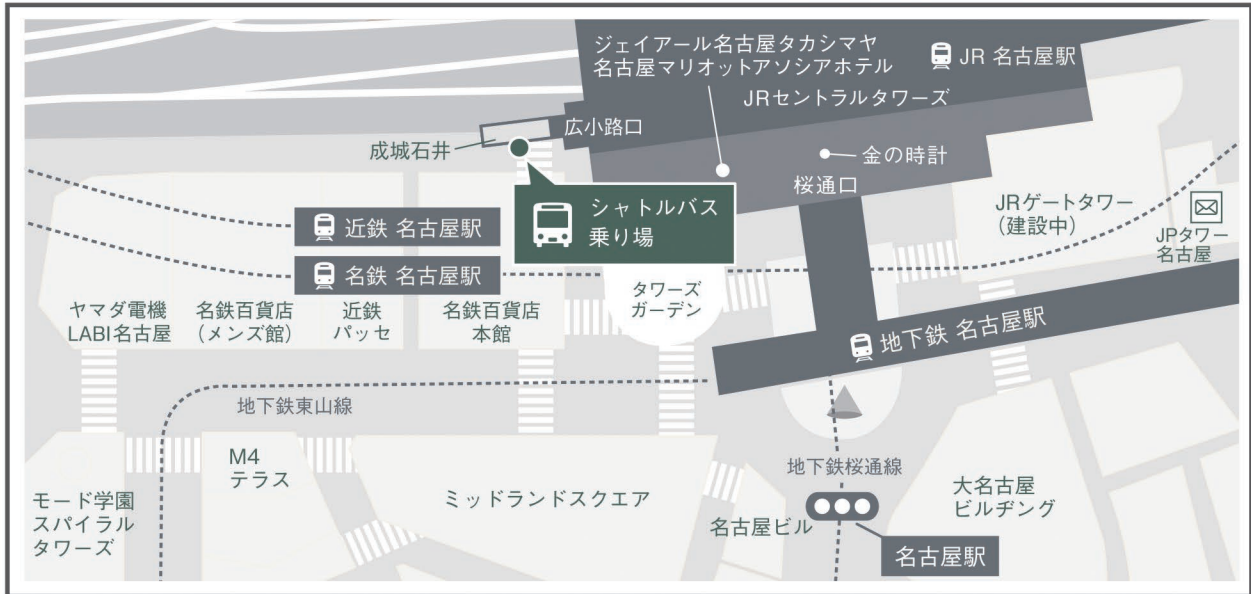 ジェイアール名古屋タカシマヤ
名古屋マリオットアソシアホテル
JR 名古屋駅
JRセントラルタワーズ
広小路口
成城石井
金の時計
桜通口
シャトルバス
乗り場
JRゲートタワー
（建設中）
JPタワー
名古屋
近鉄 名古屋駅
名鉄 名古屋駅
タワーズ
ガーデン
ヤマダ電機
LABI名古屋
名鉄百貨店
（メンズ館）
近鉄
パッセ
名鉄百貨店
本館
地下鉄 名古屋駅
地下鉄東山線
M4
テラス
地下鉄桜通線
モード学園
スパイラル
タワーズ
ミッドランドスクエア
名古屋ビル
大名古屋
ビルヂング
名古屋駅